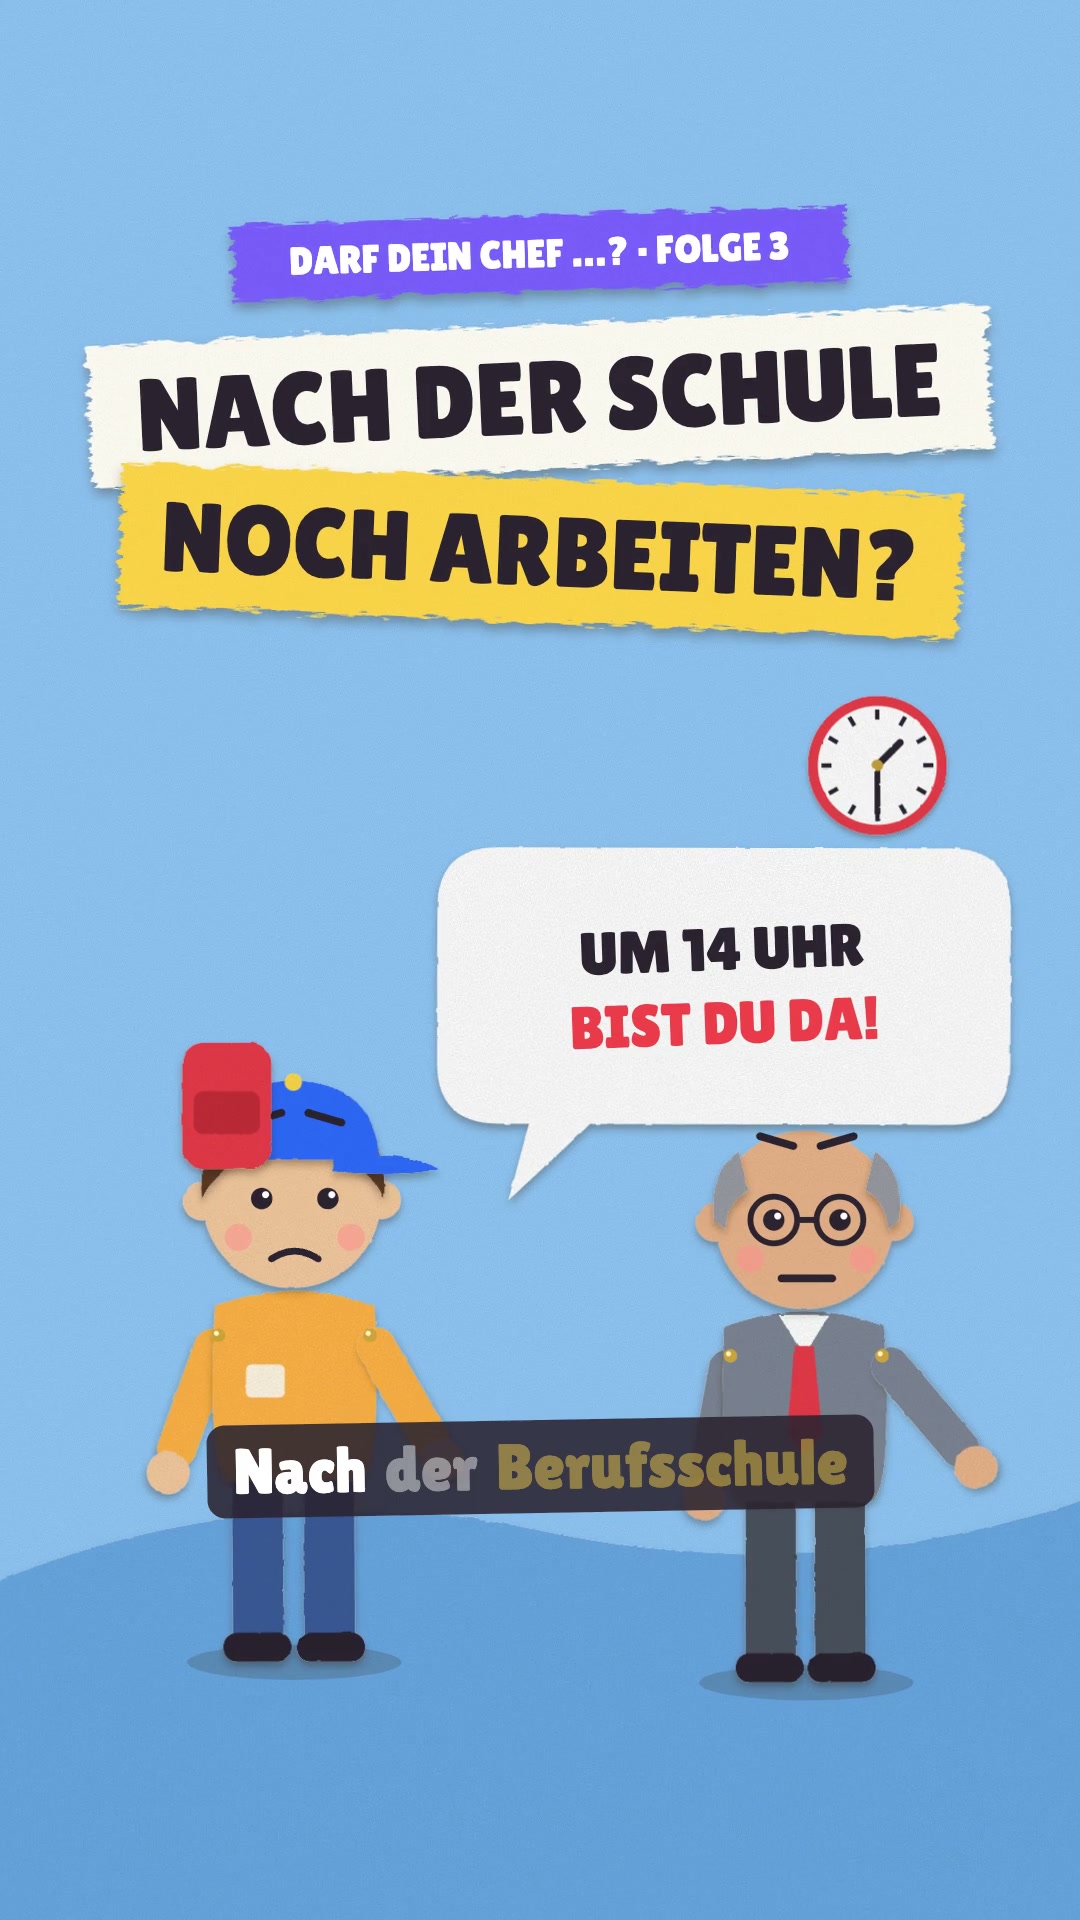 DARF DEIN CHEF ...? · FOLGE 3
NACH DER SCHULE
NOCH ARBEITEN?
UM 14 UHR
BIST DU DA!
Nach der Berufsschule